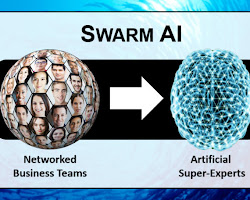 SWARM AI
Networked
Business Teams
Artificial
Super-Experts